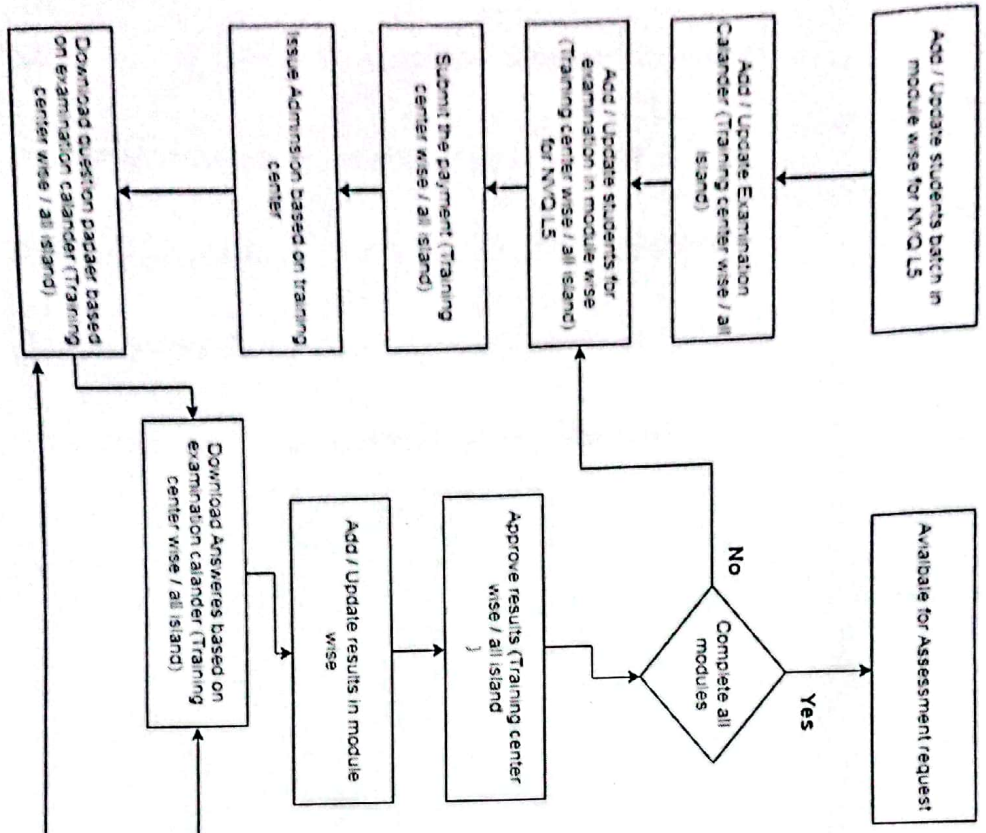 Add / Update students batch in
module wise for NVQ L5
Add / Update Examination
Calander (Training center wise / all
island)
Add / Update students for
examination in module wise
(Training center wise / all island)
for NVQ L5
Submit the payment (Training
center wise / all island)
Issue Adminsion based on training
center
Download question papaer based
on examination calander (Training
center wise / all island)
Download Answeres based on
examination calander (Training
center wise / all island)
Add / Update results in module
wise
Approve results (Training center
wise / all island
)
Complete all
modules
No
Yes
Avialbale for Assessment request